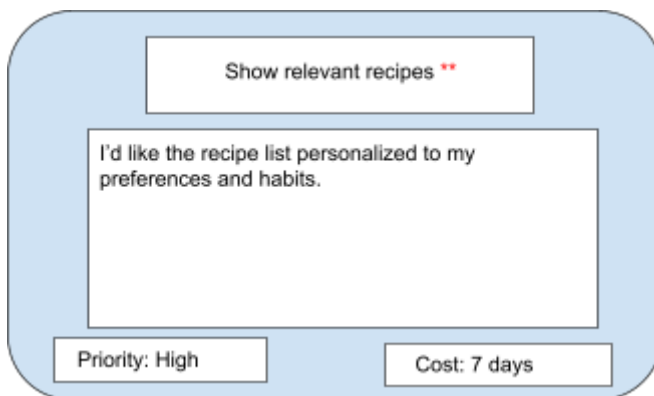 Show relevant recipes **
I'd like the recipe list personalized to my
preferences and habits.
Priority: High
Cost: 7 days